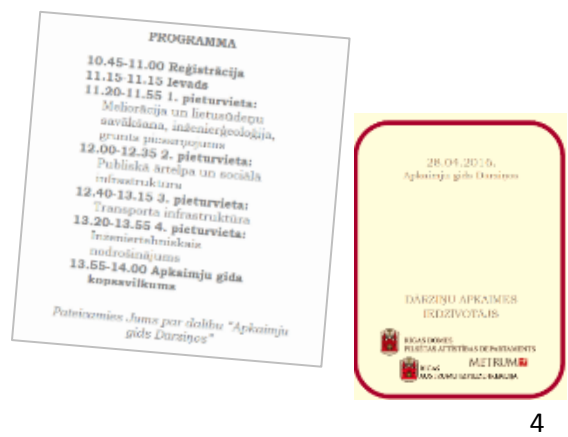 PROGRAMMA
10.45-11.00 Reģistrācija
11.15-11.15 Ievads
11.20-11.55 1. pieturvieta:
Meliorācija un lietusūdeņu
savākšana, inženierģeoloģija,
grunts piesārņojums
12.00-12.35 2. pieturvieta:
Publiskā ārtelpa un sociālā
infrastruktūra
12.40-13.15 3. pieturvieta:
Transporta infrastruktūra
13.20-13.55 4. pieturvieta:
Inženiertehniskais
nodrošinājums
13.55-14.00 Apkaimju gida
kopsavilkums
Pateicamies Jums par dalību "Apkaimju
gids Dārziņos"
28.04.2016.
Apkaimju gids Dārziņos
DĀRZIŅU APKAIMES
IEDZĪVOTĀJS
RĪGAS DOMES
PILSĒTAS ATTĪSTĪBAS DEPARTAMENTS
METRUM
RĪGAS
AUSTRUMU IZPILDDIREKCIJA
4